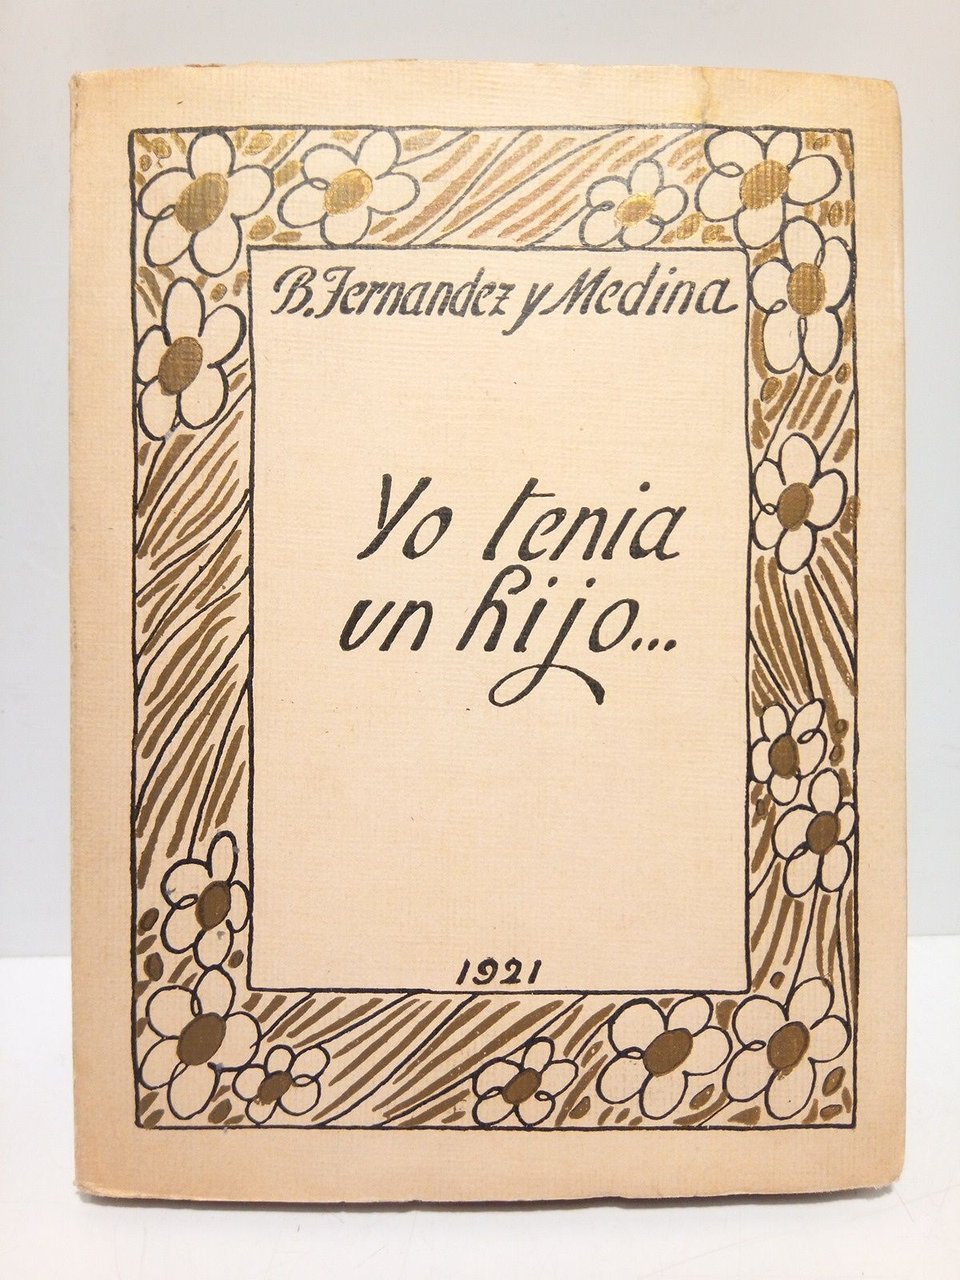 B. Fernandez y Medina
Yo tenia
un hijo...
1921